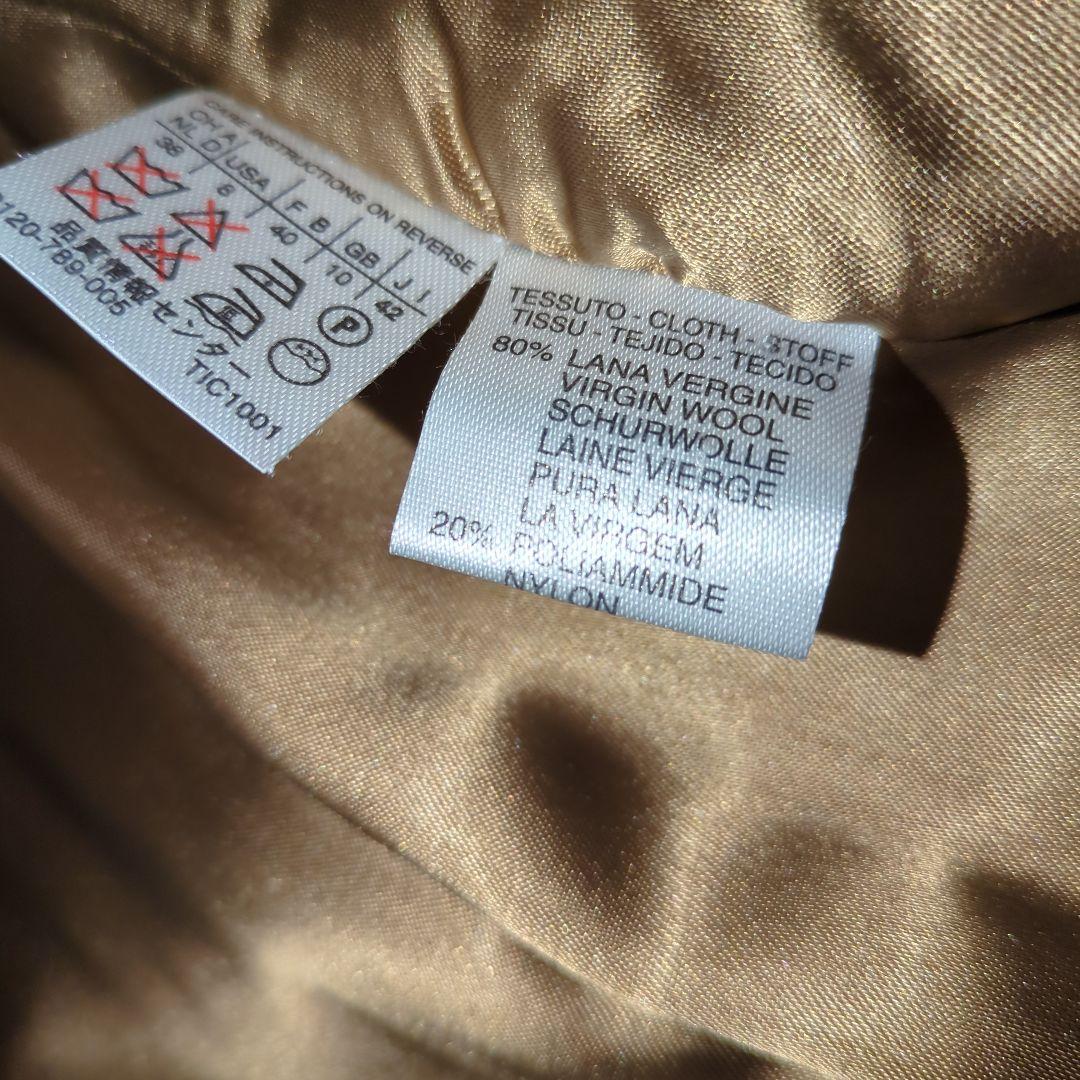 CARE INSTRUCTIONS ON REVERSE
CH A USA F B GB J I
NL D
36 6 40 10 42
P
品質情報センター
0120-789-005
TIC1001
TESSUTO - CLOTH - STOFF
TISSU - TEJIDO - TECIDO
80% LANA VERGINE
VIRGIN WOOL
SCHURWOLLE
LAINE VIERGE
PURA LANA
LA VIRGEM
20% POLIAMMIDE
NYLON